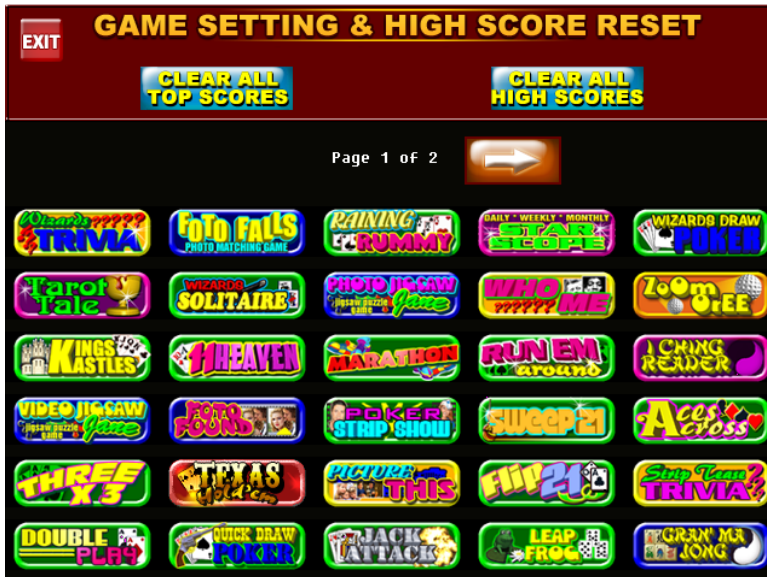 GAME SETTING & HIGH SCORE RESET
EXIT
CLEAR ALL
TOP SCORES
CLEAR ALL
HIGH SCORES
Page 1 of 2
Wizards ?????
TRIVIA
FOTO FALLS
PHOTO MATCHING GAME
RAINING
RUMMY
DAILY * WEEKLY * MONTHLY
STAR
SCOPE
WIZARDS DRAW
POKER
Tarot
Tale
WIZARDS
SOLITAIRE
PHOTO JIGSAW
jigsaw puzzle
game
Jane
WHO
?????? ME
ZOOM
OrEE
KINGS
KASTLES
11 HEAVEN
MARATHON
RUN EM
around
I CHING
READER
VIDEO JIGSAW
jigsaw puzzle
game
Jane
FOTO
FOUND
POKER
STRIP SHOW
SWEEP 21
ACES
ACROSS
THREE
X 3
TEXAS
Hold'em
PICTURE
THIS
Flip 21
Strip Tease
TRIVIA
DOUBLE
PLAY
QUICK DRAW
POKER
JACK
ATTACK
LEAP
FROG
GRAN' MA
JONG